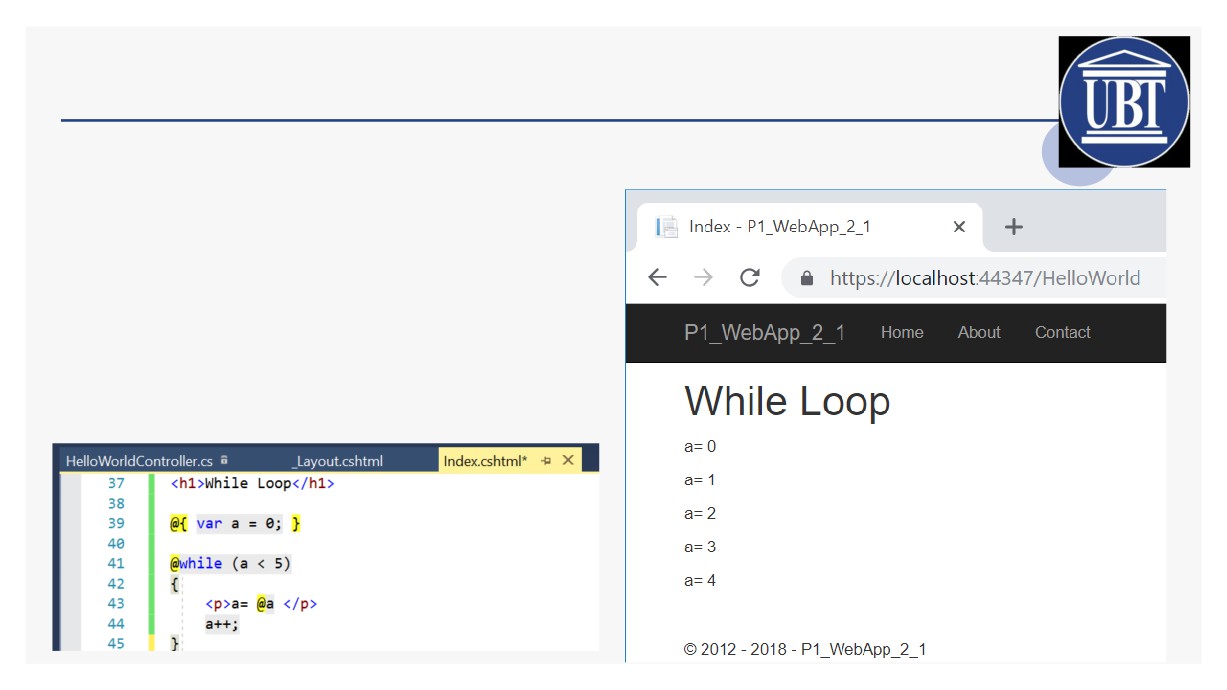 UBT
HelloWorldController.cs _Layout.cshtml Index.cshtml*
37 <h1>While Loop</h1>
38
39 @{ var a = 0; }
40
41 @while (a < 5)
42 {
43 <p>a= @a </p>
44 a++;
45 }
Index - P1_WebApp_2_1
https://localhost:44347/HelloWorld
P1_WebApp_2_1 Home About Contact
While Loop
a= 0
a= 1
a= 2
a= 3
a= 4
© 2012 - 2018 - P1_WebApp_2_1